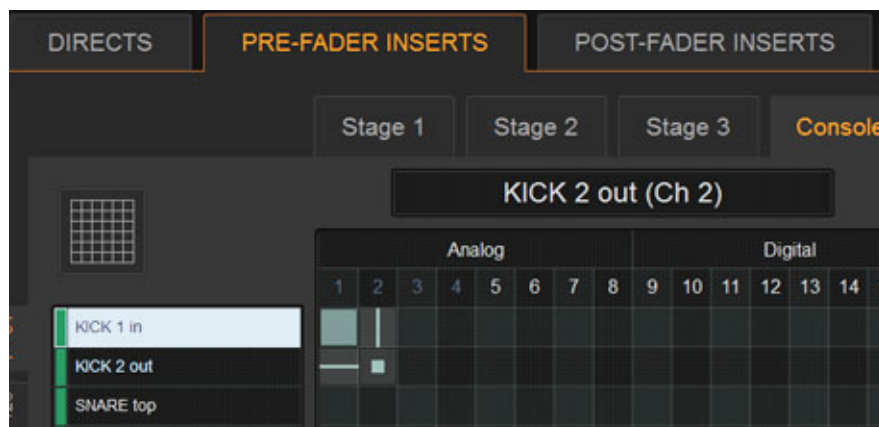 DIRECTS PRE-FADER INSERTS POST-FADER INSERTS
Stage 1 Stage 2 Stage 3 Console
KICK 2 out (Ch 2)
Analog Digital
1 2 3 4 5 6 7 8 9 10 11 12 13 14
KICK 1 in
KICK 2 out
SNARE top